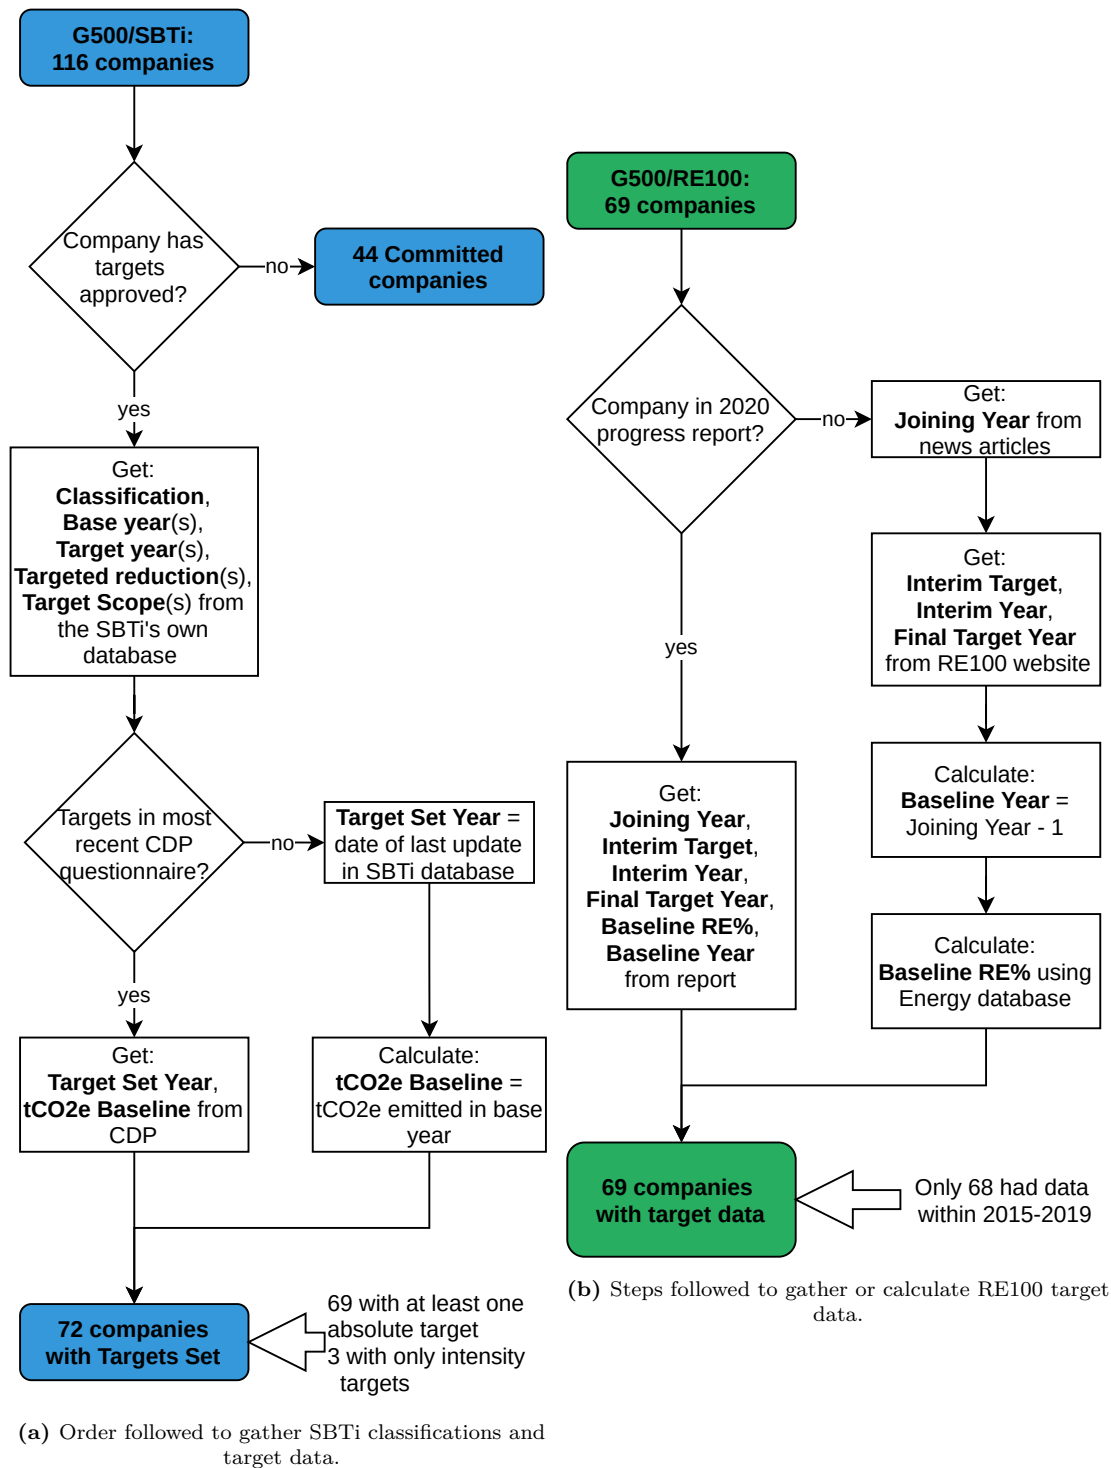 G500/SBTi:
116 companies
Company has
targets
approved?
no
44 Committed
companies
yes
Get:
Classification,
Base year(s),
Target year(s),
Targeted reduction(s),
Target Scope(s) from
the SBTi's own
database
Targets in most
recent CDP
questionnaire?
no
Target Set Year =
date of last update
in SBTi database
yes
Get:
Target Set Year,
tCO2e Baseline from
CDP
Calculate:
tCO2e Baseline =
tCO2e emitted in base
year
72 companies
with Targets Set
69 with at least one
absolute target
3 with only intensity
targets
(a) Order followed to gather SBTi classifications and
target data.
G500/RE100:
69 companies
Company in 2020
progress report?
no
Get:
Joining Year from
news articles
Get:
Interim Target,
Interim Year,
Final Target Year
from RE100 website
yes
Calculate:
Baseline Year =
Joining Year - 1
Get:
Joining Year,
Interim Target,
Interim Year,
Final Target Year,
Baseline RE%,
Baseline Year
from report
Calculate:
Baseline RE% using
Energy database
69 companies
with target data
Only 68 had data
within 2015-2019
(b) Steps followed to gather or calculate RE100 target
data.